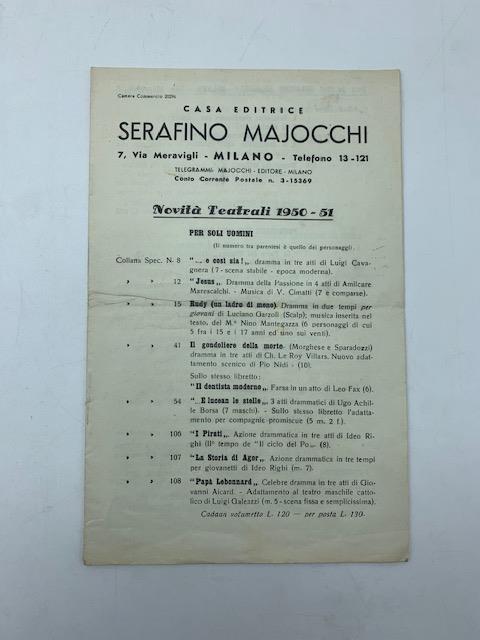 Camera Commercio 20294
CASA EDITRICE
SERAFINO MAJOCCHI
7, Via Meravigli - MILANO - Telefono 13-121
TELEGRAMMI: MAJOCCHI - EDITORE - MILANO
Conto Corrente Postale n. 3-15369
Novità Teatrali 1950-51
PER SOLI UOMINI
(Il numero tra parentesi è quello dei personaggi).
Collana Spec. N. 8 "... e così sia!„ dramma in tre atti di Luigi Cava-
gnera (7 - scena stabile - epoca moderna).
» » 12 "Jesus„. Dramma della Passione in 4 atti di Amilcare
Marescalchi. - Musica di V. Cimatti (7 e comparse).
» » 15 Rudy (un ladro di meno). Dramma in due tempi per
giovani di Luciano Garzoli (Scalp); musica inserita nel
testo, del M.° Nino Mantegazza (6 personaggi di cui
5 fra i 15 e i 17 anni ed uno sui venti).
» » 41 Il gondoliere della morte. (Morghese e Sparadozzi)
dramma in tre atti di Ch. Le Roy Villars. Nuovo adat-
tamento scenico di Pio Nidi - (10).
Sullo stesso libretto:
"Il dentista moderno„. Farsa in un atto di Leo Fax (6).
» » 54 "...E lucean le stelle„. 3 atti drammatici di Ugo Achil-
le Borsa (7 maschi). - Sullo stesso libretto l'adatta-
mento per compagnie promiscue (5 m. 2 f.).
» » 106 "I Pirati„. Azione drammatica in tre atti di Ideo Ri-
ghi (II° tempo de "Il ciclo del Po„. (8).
» » 107 "La Storia di Agor„. Azione drammatica in tre tempi
per giovanetti di Ideo Righi (m. 7).
» » 108 "Papà Lebonnard„. Celebre dramma in tre atti di Gio-
vanni Aicard. - Adattamento al teatro maschile catto-
lico di Luigi Galeazzi (m. 5 - scena fissa e semplicissima).
Cadaun volumetto L. 120 — per posta L. 130.